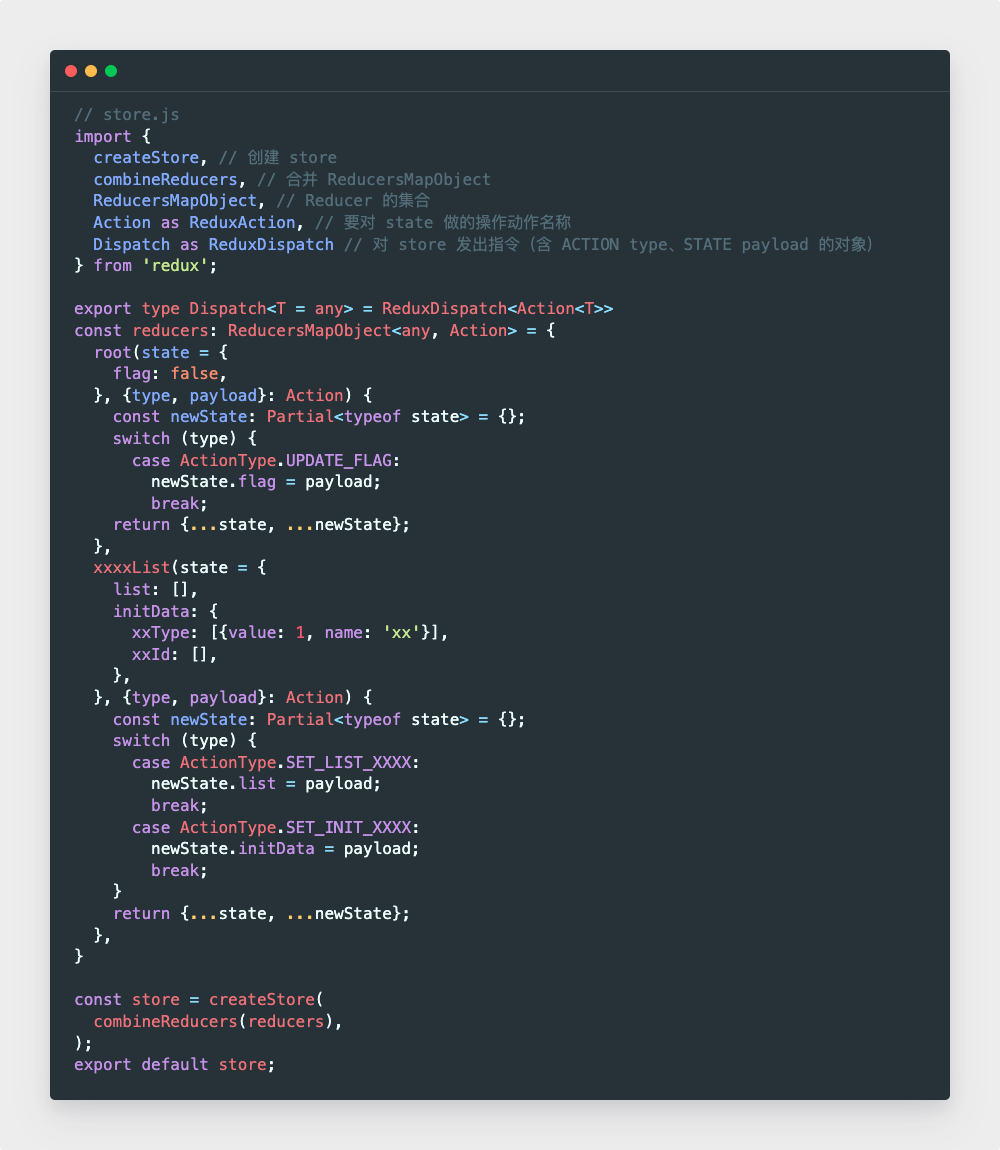 // store.js
import {
  createStore, // 创建 store
  combineReducers, // 合并 ReducersMapObject
  ReducersMapObject, // Reducer 的集合
  Action as ReduxAction, // 要对 state 做的操作动作名称
  Dispatch as ReduxDispatch // 对 store 发出指令（含 ACTION type、STATE payload 的对象）
} from 'redux';

export type Dispatch<T = any> = ReduxDispatch<Action<T>>
const reducers: ReducersMapObject<any, Action> = {
  root(state = {
    flag: false,
  }, {type, payload}: Action) {
    const newState: Partial<typeof state> = {};
    switch (type) {
      case ActionType.UPDATE_FLAG:
        newState.flag = payload;
        break;
    return {...state, ...newState};
  },
  xxxxList(state = {
    list: [],
    initData: {
      xxType: [{value: 1, name: 'xx'}],
      xxId: [],
    },
  }, {type, payload}: Action) {
    const newState: Partial<typeof state> = {};
    switch (type) {
      case ActionType.SET_LIST_XXXX:
        newState.list = payload;
        break;
      case ActionType.SET_INIT_XXXX:
        newState.initData = payload;
        break;
    }
    return {...state, ...newState};
  },
}

const store = createStore(
  combineReducers(reducers),
);
export default store;